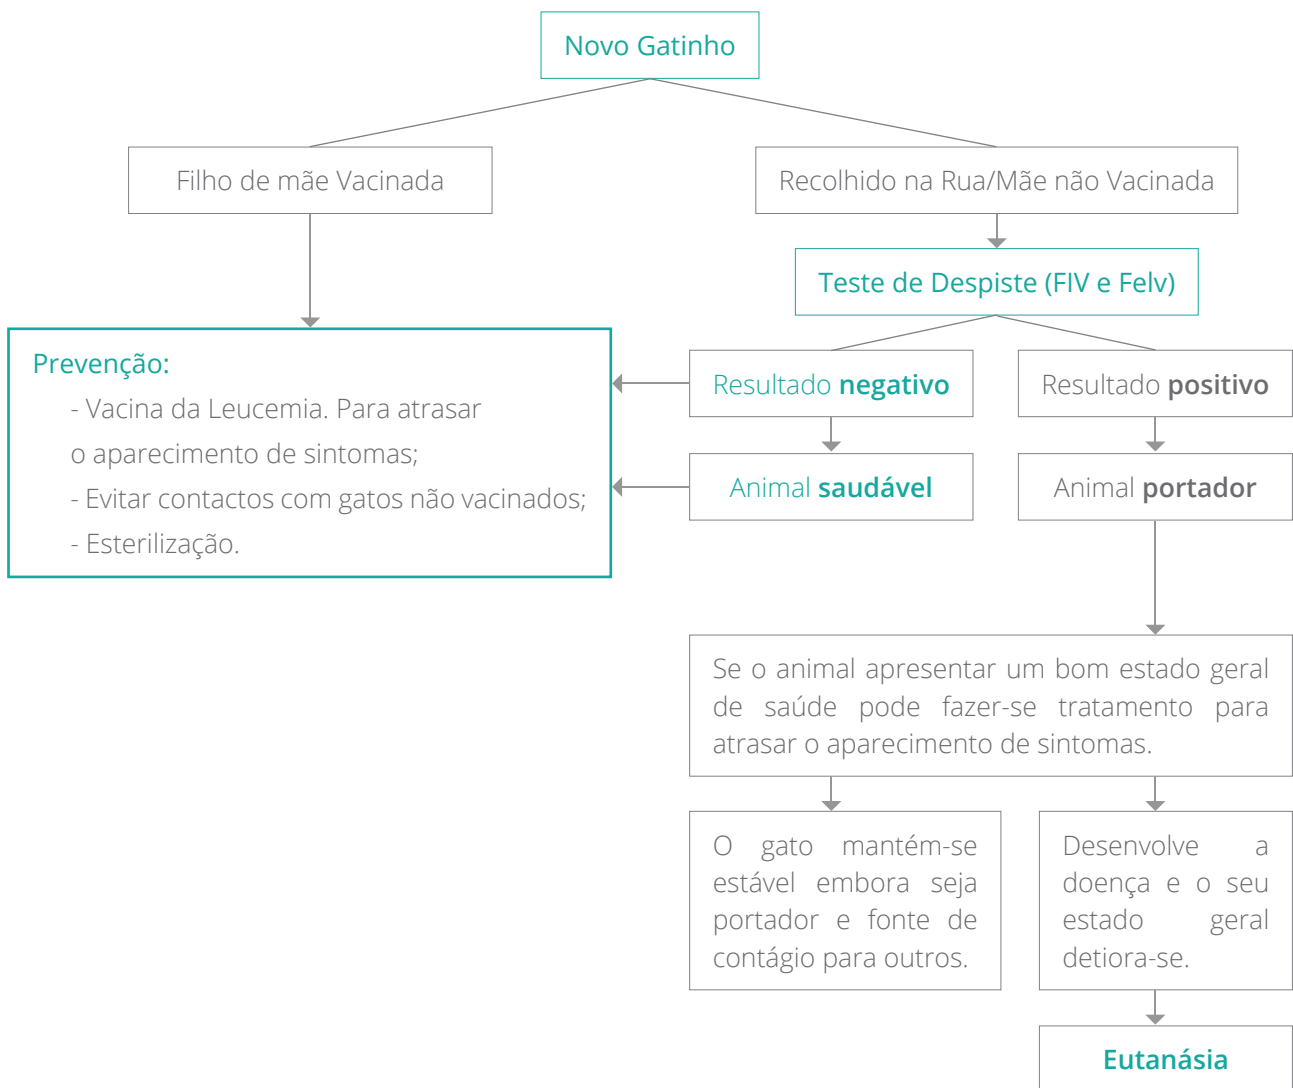 Novo Gatinho
Filho de mãe Vacinada
Recolhido na Rua/Mãe não Vacinada
Teste de Despiste (FIV e Felv)
Prevenção:
- Vacina da Leucemia. Para atrasar
o aparecimento de sintomas;
- Evitar contactos com gatos não vacinados;
- Esterilização.
Resultado negativo
Resultado positivo
Animal saudável
Animal portador
Se o animal apresentar um bom estado geral
de saúde pode fazer-se tratamento para
atrasar o aparecimento de sintomas.
O gato mantém-se
estável embora seja
portador e fonte de
contágio para outros.
Desenvolve a
doença e o seu
estado geral
detiora-se.
Eutanásia